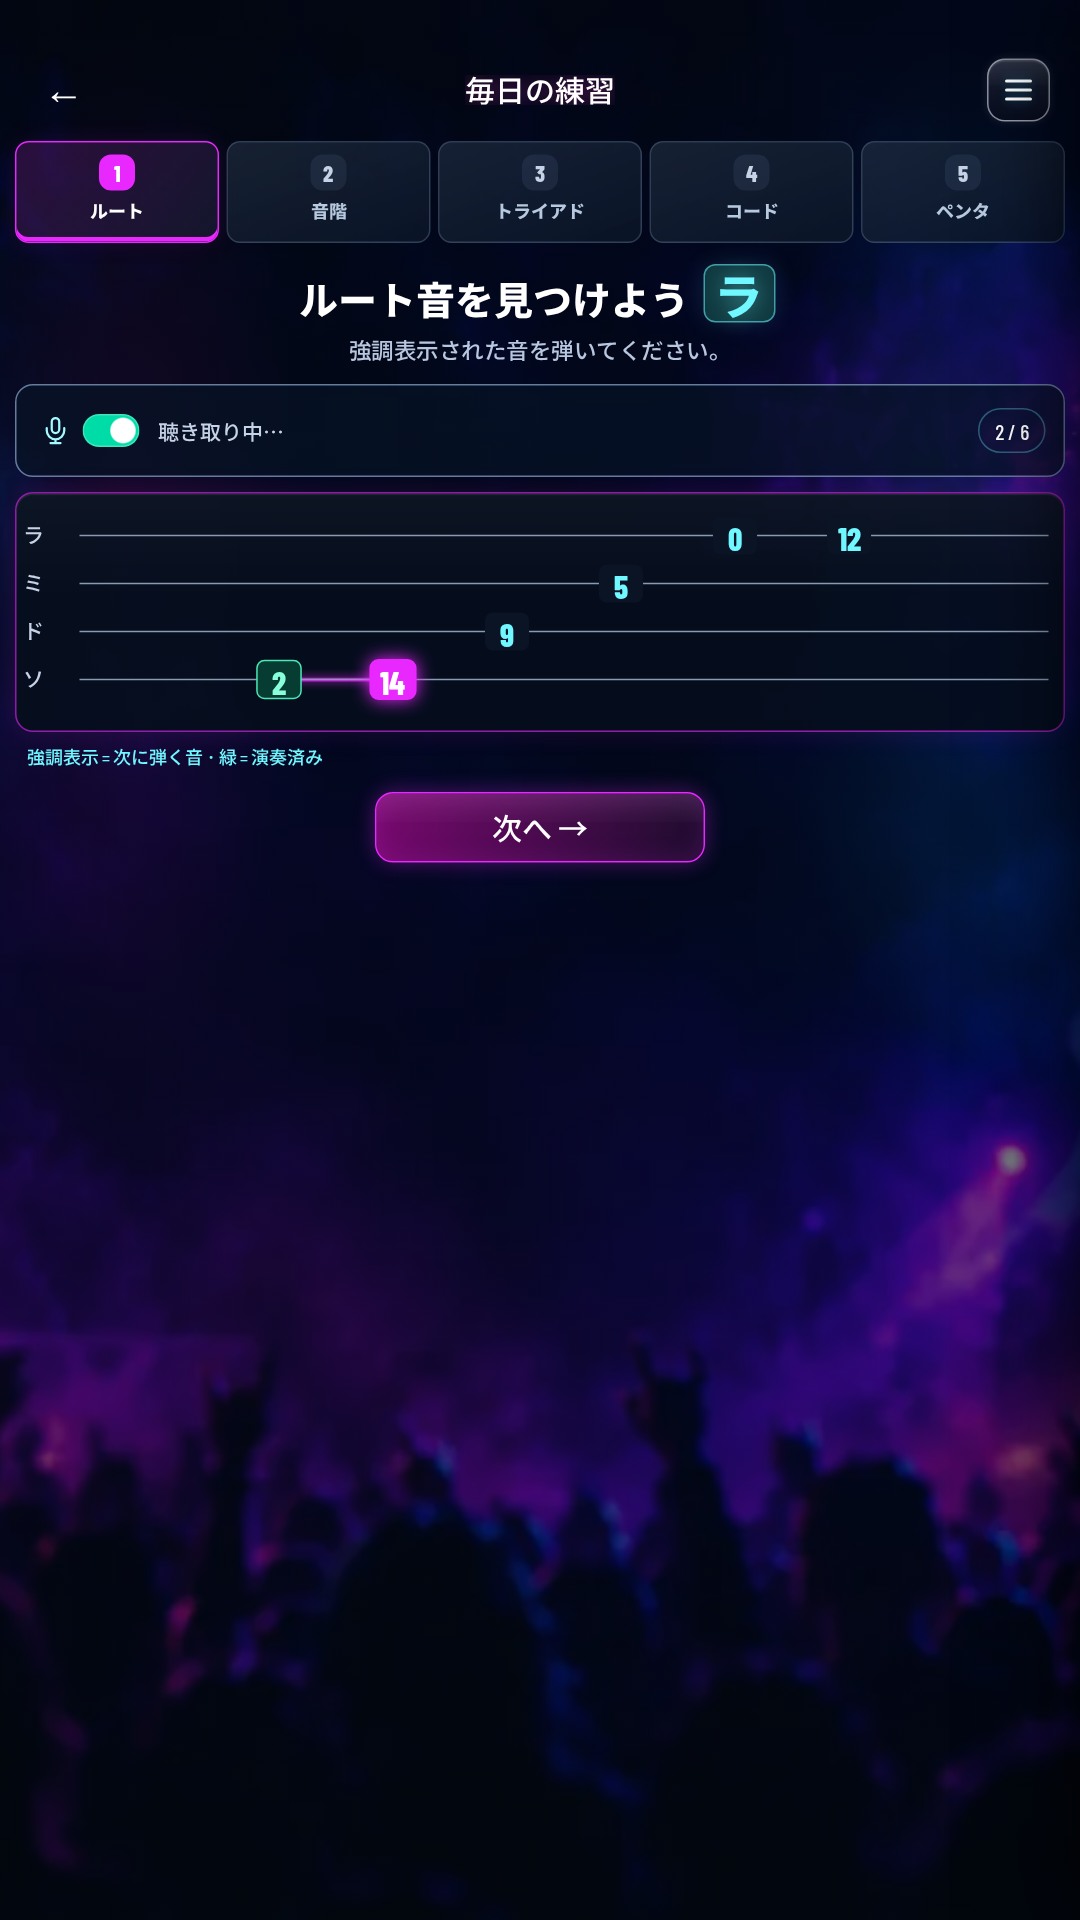 ←
毎日の練習
1 ルート
2 音階
3 トライアド
4 コード
5 ペンタ
ルート音を見つけよう ラ
強調表示された音を弾いてください。
聴き取り中… 2 / 6
ラ 0 12
ミ 5
ド 9
ソ 2 14
強調表示 = 次に弾く音 · 緑 = 演奏済み
次へ →